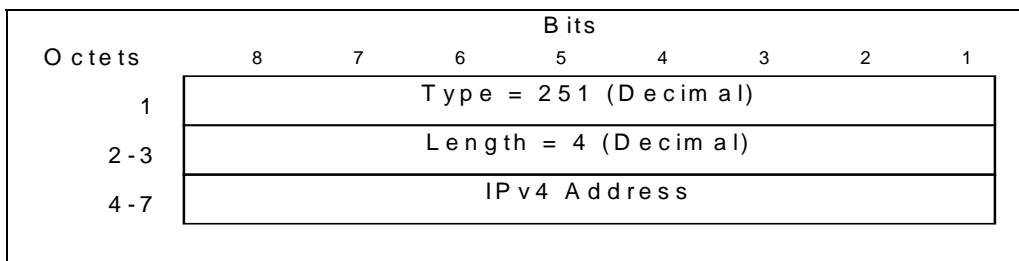 Bits
Octets 8 7 6 5 4 3 2 1
1 Type = 251 (Decimal)
2-3 Length = 4 (Decimal)
4-7 IPv4 Address